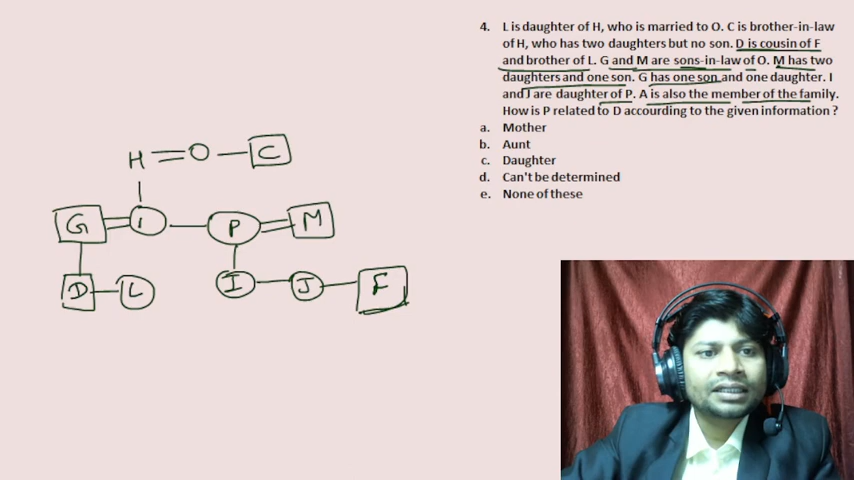 4. L is daughter of H, who is married to O. C is brother-in-law
of H, who has two daughters but no son. D is cousin of F
and brother of L. G and M are sons-in-law of O. M has two
daughters and one son. G has one son and one daughter. I
and J are daughter of P. A is also the member of the family.
How is P related to D accourding to the given information ?
a. Mother
b. Aunt
c. Daughter
d. Can't be determined
e. None of these
H = O - C
G = - P = M
D - L I - J - F